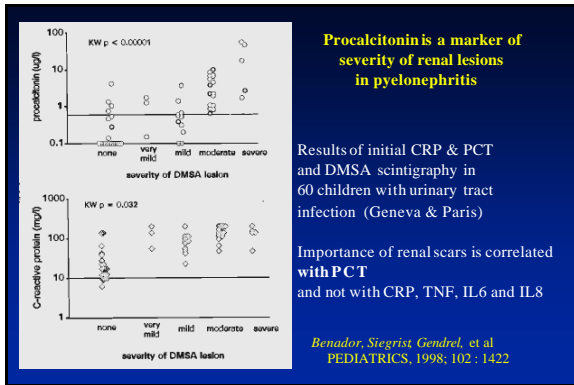 KW p < 0.00001
procalcitonin (ug/l)
100
10
1
0.1
none very mild mild moderate severe
severity of DMSA lesion
KW p = 0.032
C-reactive protein (mg/l)
1000
100
10
1
none very mild mild moderate severe
severity of DMSA lesion
Procalcitonin is a marker of
severity of renal lesions
in pyelonephritis
Results of initial CRP & PCT
and DMSA scintigraphy in
60 children with urinary tract
infection (Geneva & Paris)
Importance of renal scars is correlated
with PCT
and not with CRP, TNF, IL6 and IL8
Benador, Siegrist, Gendrel, et al
PEDIATRICS, 1998; 102 : 1422